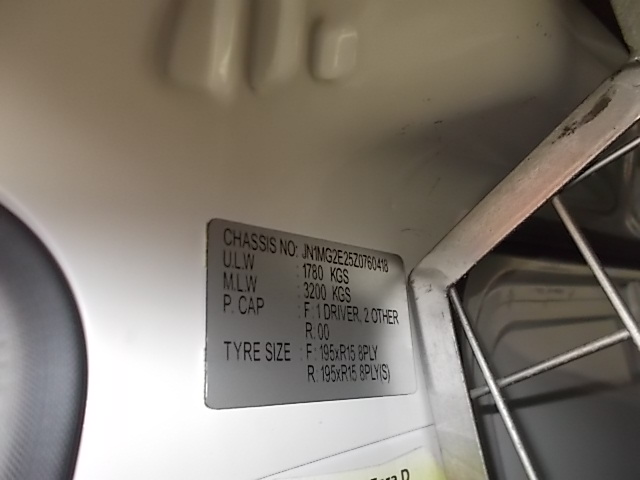 CHASSIS NO: JN1MG2E25Z0760418
U.L.W : 1780 KGS
M.L.W : 3200 KGS
P. CAP : F: 1 DRIVER, 2 OTHER
R: 00
TYRE SIZE : F: 195xR15 8PLY
R: 195xR15 8PLY(S)